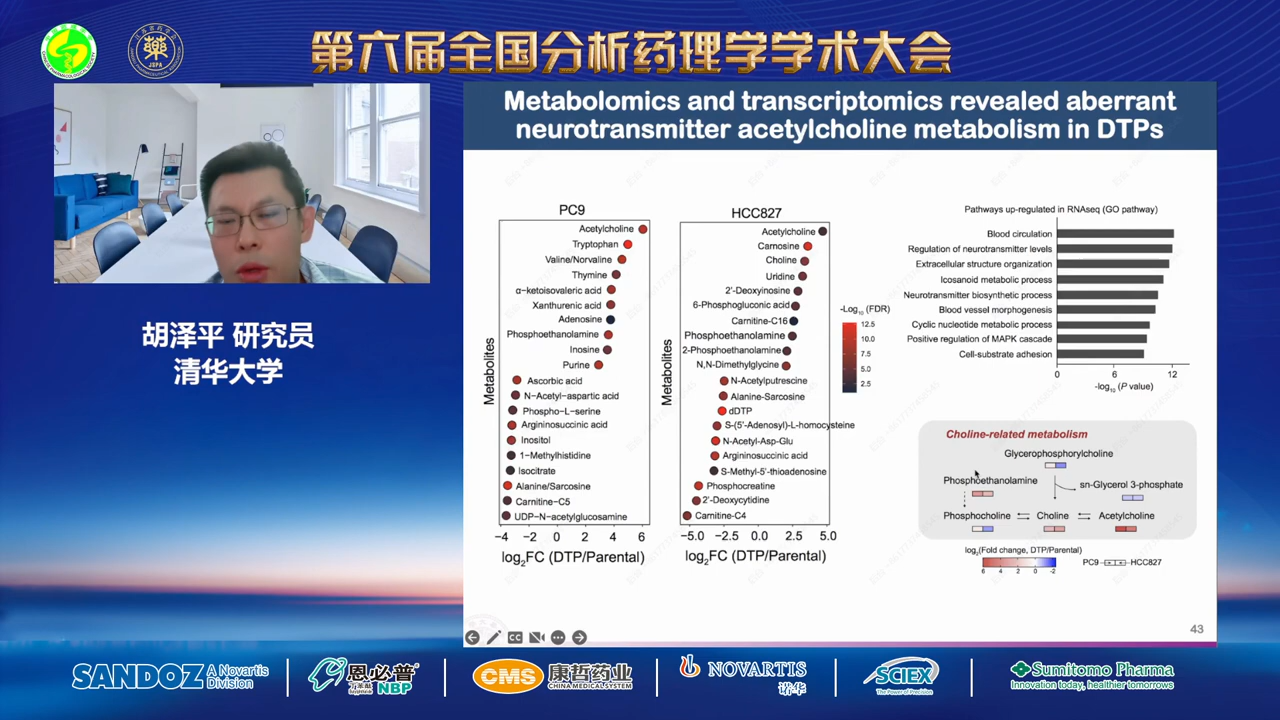 第六届全国分析药理学学术大会
JSPA
胡泽平 研究员
清华大学
Metabolomics and transcriptomics revealed aberrant
neurotransmitter acetylcholine metabolism in DTPs
PC9
Metabolites
Acetylcholine
Tryptophan
Valine/Norvaline
Thymine
α−ketoisovaleric acid
Xanthurenic acid
Adenosine
Phosphoethanolamine
Inosine
Purine
Ascorbic acid
N−Acetyl−aspartic acid
Phospho−L−serine
Argininosuccinic acid
Inositol
1−Methylhistidine
Isocitrate
Alanine/Sarcosine
Carnitine−C5
UDP−N−acetylglucosamine
−4 −2 0 2 4 6
log2FC (DTP/Parental)
HCC827
Metabolites
Acetylcholine
Carnosine
Choline
Uridine
2'-Deoxyinosine
6-Phosphogluconic acid
Carnitine-C16
Phosphoethanolamine
2-Phosphoethanolamine
N,N-Dimethylglycine
N-Acetylputrescine
Alanine-Sarcosine
dDTP
S-(5'-Adenosyl)-L-homocysteine
N-Acetyl-Asp-Glu
Argininosuccinic acid
S-Methyl-5'-thioadenosine
Phosphocreatine
2'-Deoxycytidine
Carnitine-C4
−5.0 −2.5 0.0 2.5 5.0
log2FC (DTP/Parental)
-Log10 (FDR)
12.5
10.0
7.5
5.0
2.5
Pathways up-regulated in RNAseq (GO pathway)
Blood circulation
Regulation of neurotransmitter levels
Extracellular structure organization
Icosanoid metabolic process
Neurotransmitter biosynthetic process
Blood vessel morphogenesis
Cyclic nucleotide metabolic process
Positive regulation of MAPK cascade
Cell-substrate adhesion
0 6 12
-log10 (P value)
Choline-related metabolism
Glycerophosphorylcholine
Phosphoethanolamine
sn-Glycerol 3-phosphate
Phosphocholine Choline Acetylcholine
log2(Fold change, DTP/Parental)
6 4 2 0 -2
PC9 HCC827
43
SANDOZ A Novartis Division
恩必普 NBP
CMS 康哲药业 CHINA MEDICAL SYSTEM
NOVARTIS 诺华
SCIEX The Power of Precision
Sumitomo Pharma
Innovation today, healthier tomorrows